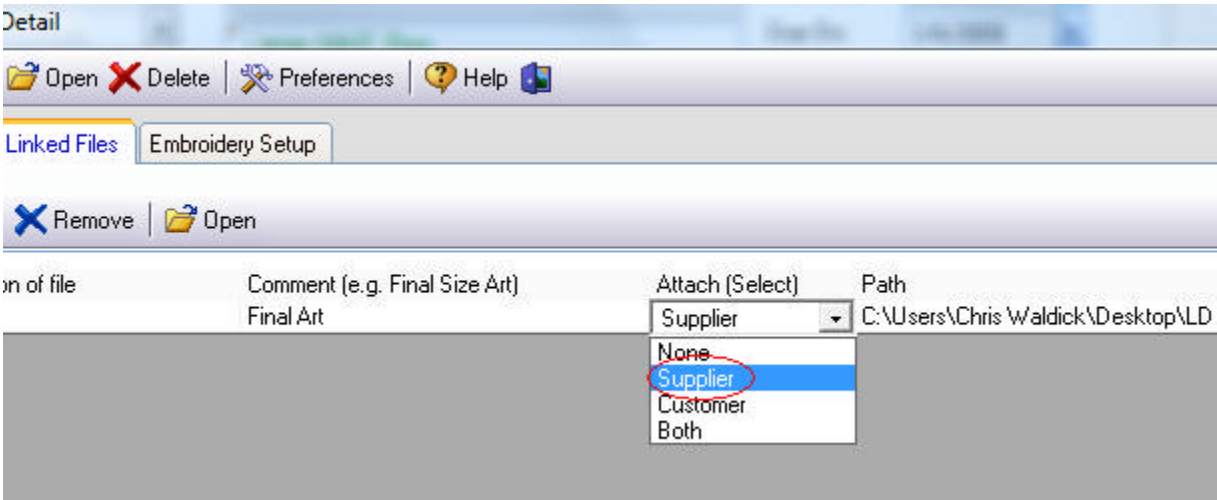 Detail
Open Delete Preferences Help
Linked Files Embroidery Setup
Remove Open
on of file Comment (e.g. Final Size Art) Attach (Select) Path
Final Art Supplier C:\Users\Chris Waldick\Desktop\LD
None
Supplier
Customer
Both